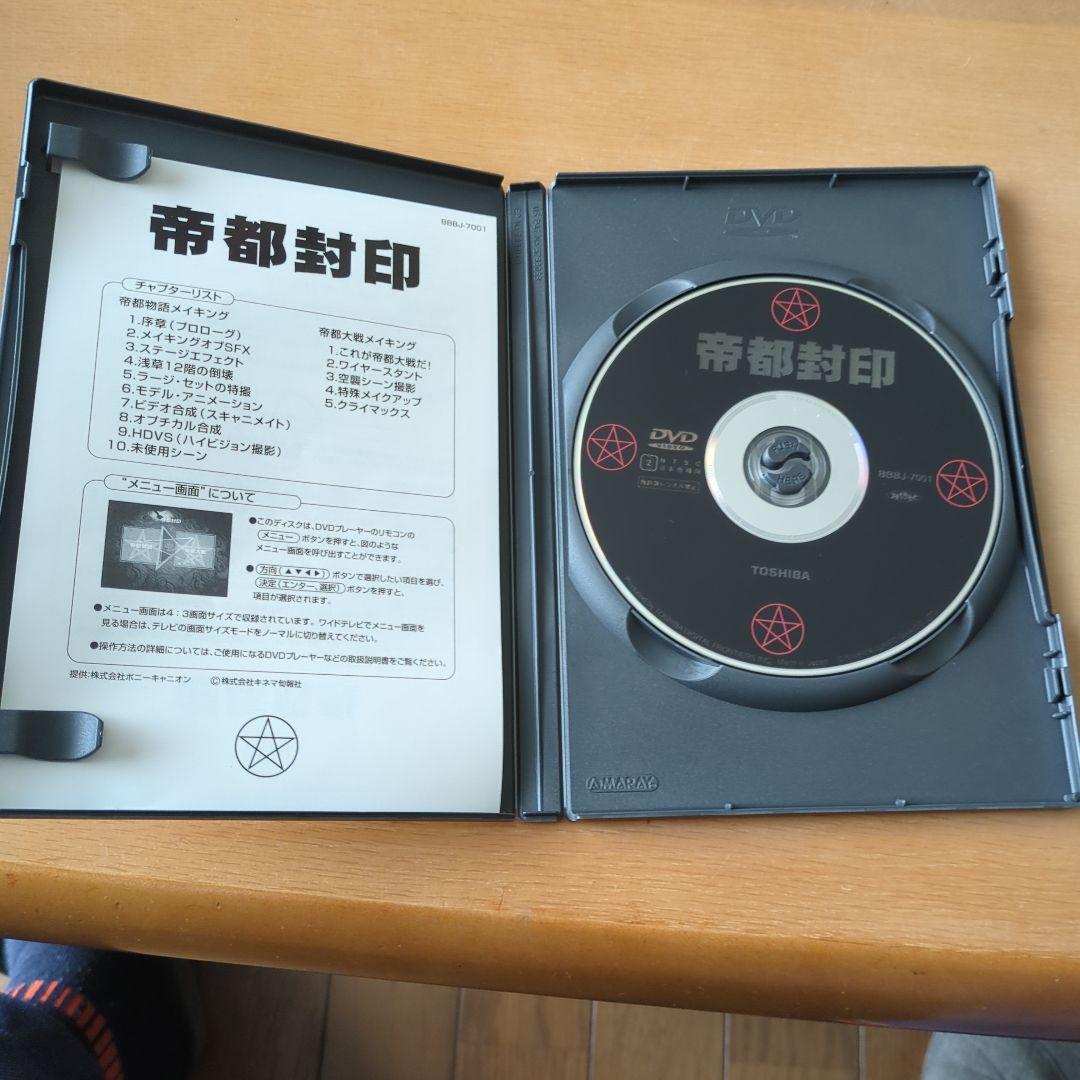 BBBJ-7001
帝都封印
チャプターリスト
帝都物語メイキング
1.序章(プロローグ)
2.メイキングオブSFX
3.ステージエフェクト
4.浅草12階の倒壊
5.ラージ・セットの特撮
6.モデル・アニメーション
7.ビデオ合成(スキャニメイト)
8.オプチカル合成
9.HDVS(ハイビジョン撮影)
10.未使用シーン
帝都大戦メイキング
1.これが帝都大戦だ!
2.ワイヤースタント
3.空襲シーン撮影
4.特殊メイクアップ
5.クライマックス
"メニュー画面"について
●このディスクは、DVDプレーヤーのリモコンの
メニュー ボタンを押すと、図のような
メニュー画面を呼び出すことができます。
●方向(▲▼◀▶) ボタンで選択したい項目を選び、
決定(エンター、選択) ボタンを押すと、
項目が選択されます。
●メニュー画面は4:3画面サイズで収録されています。ワイドテレビでメニュー画面を
見る場合は、テレビの画面サイズモードをノーマルに切り替えてください。
●操作方法の詳細については、ご使用になるDVDプレーヤーなどの取扱説明書をご覧ください。
提供:株式会社ポニーキャニオン ©株式会社キネマ旬報社
DVD
帝都封印
DVD
VIDEO
2 NTSC
日本市場向
PUSH
HERE
BBBJ-7001
TOSHIBA
AMARAY